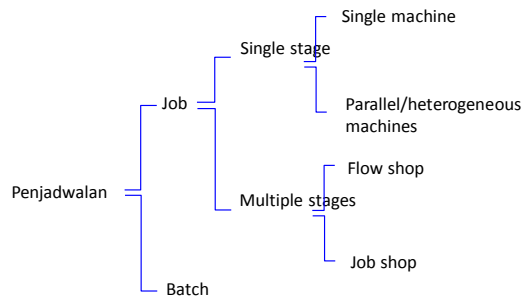 Single machine
Single stage
Job
Parallel/heterogeneous
machines
Penjadwalan
Flow shop
Multiple stages
Job shop
Batch